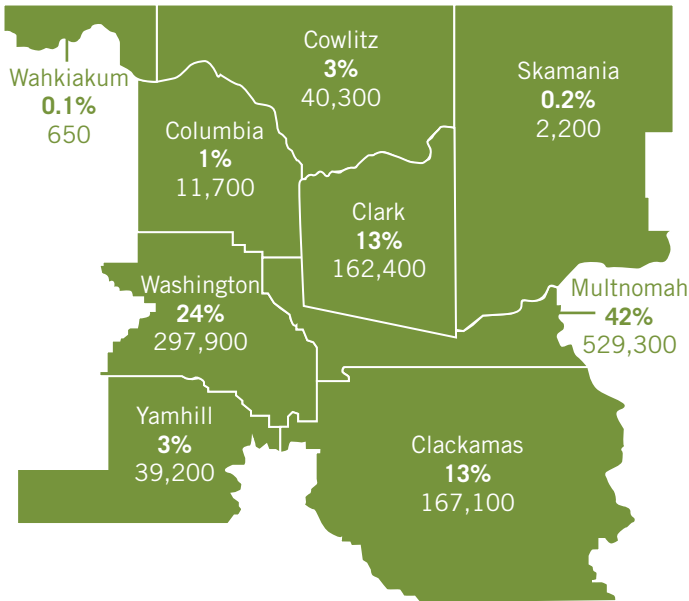 Wahkiakum
0.1%
650
Cowlitz
3%
40,300
Skamania
0.2%
2,200
Columbia
1%
11,700
Clark
13%
162,400
Washington
24%
297,900
Multnomah
42%
529,300
Yamhill
3%
39,200
Clackamas
13%
167,100